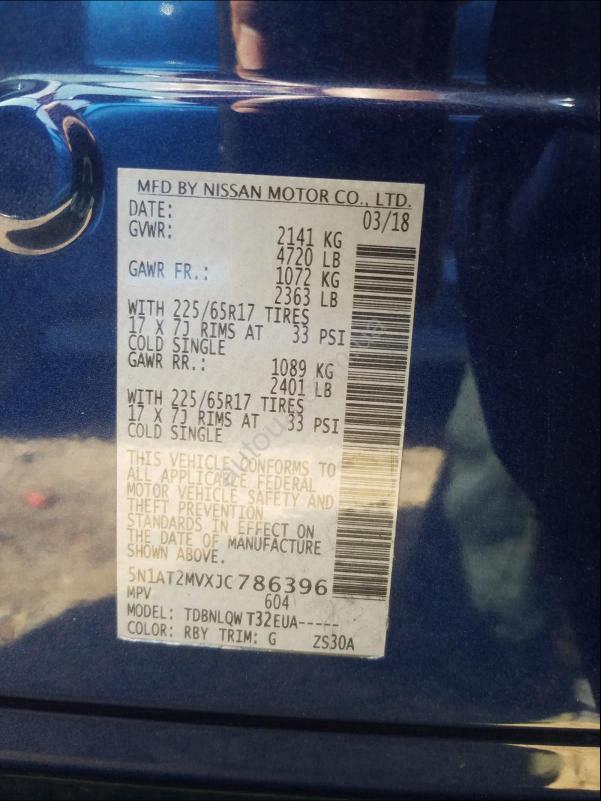 MFD BY NISSAN MOTOR CO., LTD.
DATE: 03/18
GVWR: 2141 KG
4720 LB
GAWR FR.: 1072 KG
2363 LB
WITH 225/65R17 TIRES
17 X 7J RIMS AT 33 PSI
COLD SINGLE
GAWR RR.: 1089 KG
2401 LB
WITH 225/65R17 TIRES
17 X 7J RIMS AT 33 PSI
COLD SINGLE
THIS VEHICLE CONFORMS TO
ALL APPLICABLE FEDERAL
MOTOR VEHICLE SAFETY AND
THEFT PREVENTION
STANDARDS IN EFFECT ON
THE DATE OF MANUFACTURE
SHOWN ABOVE.
5N1AT2MVXJC786396
MPV 604
MODEL: TDBNLQW T32EUA-----
COLOR: RBY TRIM: G ZS30A